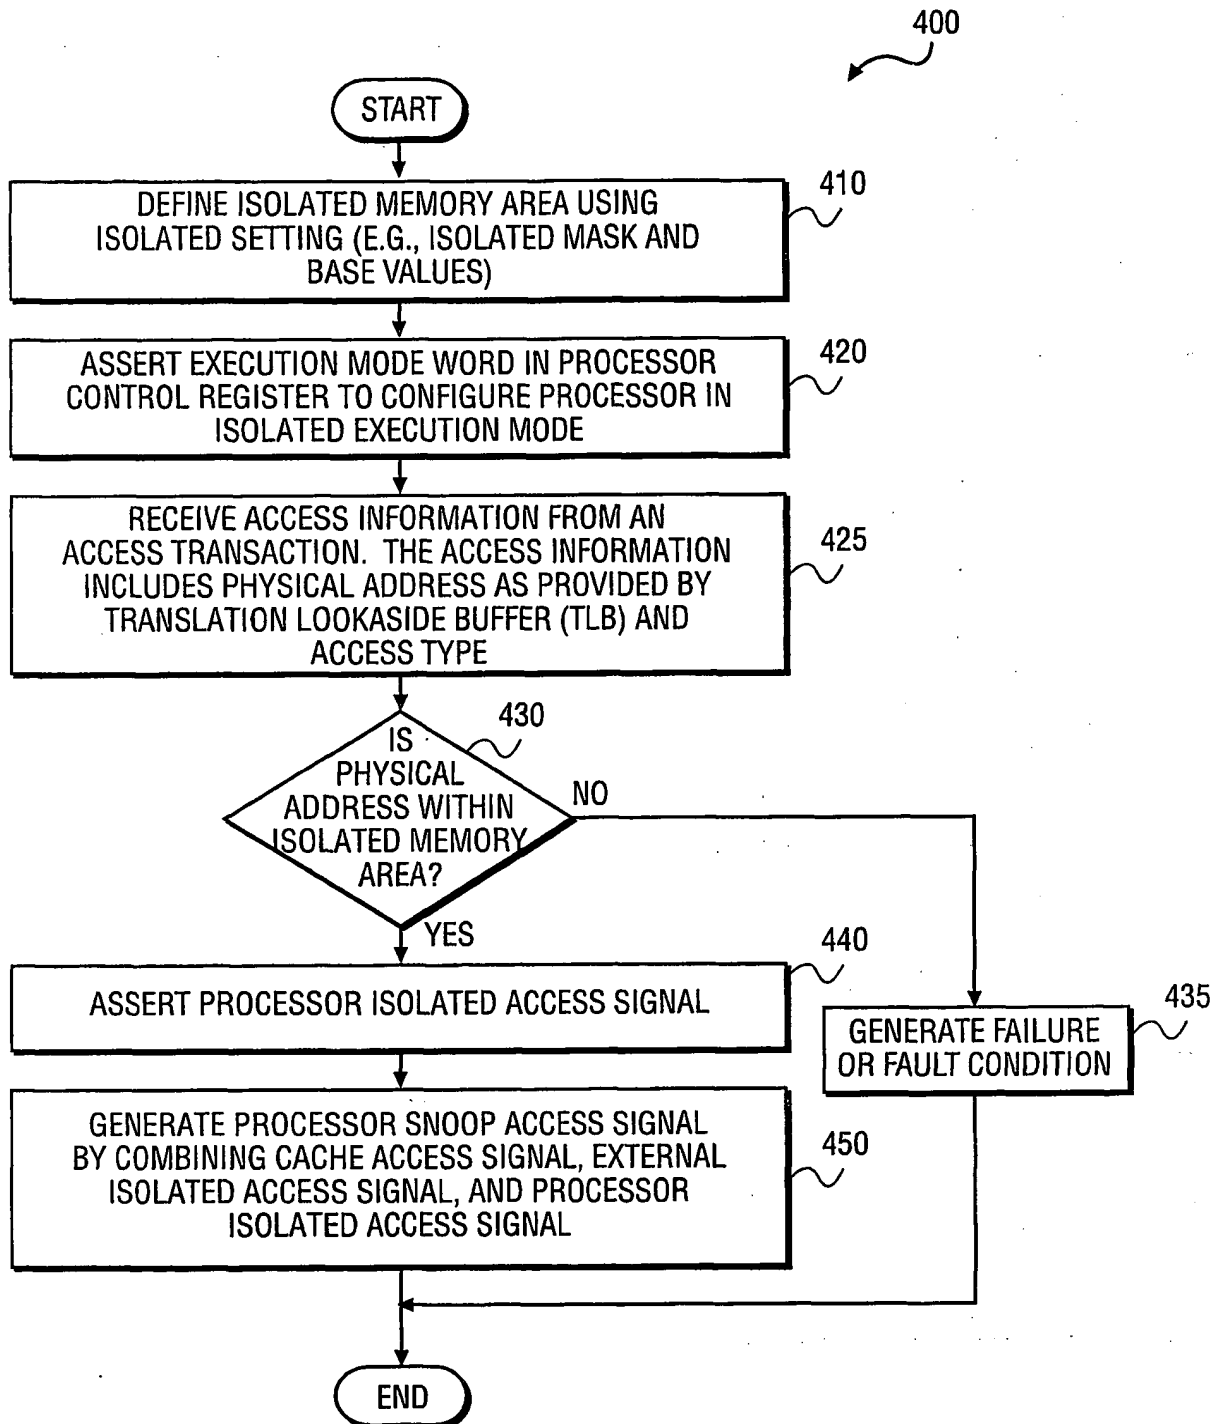 400
START
410
DEFINE ISOLATED MEMORY AREA USING
ISOLATED SETTING (E.G., ISOLATED MASK AND
BASE VALUES)
420
ASSERT EXECUTION MODE WORD IN PROCESSOR
CONTROL REGISTER TO CONFIGURE PROCESSOR IN
ISOLATED EXECUTION MODE
425
RECEIVE ACCESS INFORMATION FROM AN
ACCESS TRANSACTION. THE ACCESS INFORMATION
INCLUDES PHYSICAL ADDRESS AS PROVIDED BY
TRANSLATION LOOKASIDE BUFFER (TLB) AND
ACCESS TYPE
430
IS
PHYSICAL
ADDRESS WITHIN
ISOLATED MEMORY
AREA?
NO
YES
440
ASSERT PROCESSOR ISOLATED ACCESS SIGNAL
435
GENERATE FAILURE
OR FAULT CONDITION
450
GENERATE PROCESSOR SNOOP ACCESS SIGNAL
BY COMBINING CACHE ACCESS SIGNAL, EXTERNAL
ISOLATED ACCESS SIGNAL, AND PROCESSOR
ISOLATED ACCESS SIGNAL
END